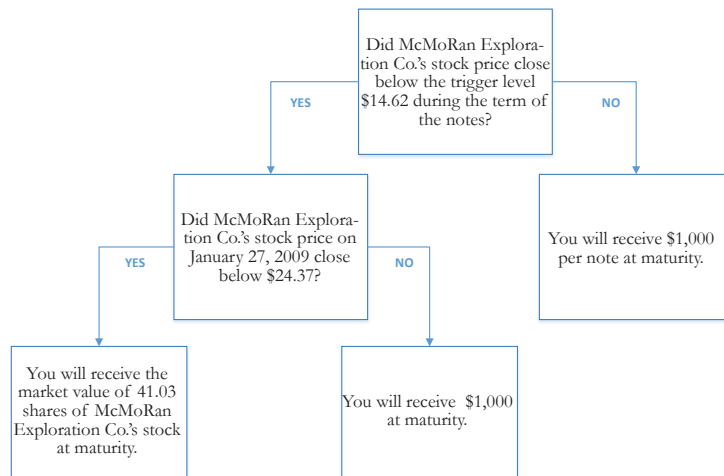 Did McMoRan Explora-
tion Co.'s stock price close
below the trigger level
$14.62 during the term of
the notes?
YES
NO
Did McMoRan Explora-
tion Co.'s stock price on
January 27, 2009 close
below $24.37?
You will receive $1,000
per note at maturity.
YES
NO
You will receive the
market value of 41.03
shares of McMoRan
Exploration Co.'s stock
at maturity.
You will receive $1,000
at maturity.